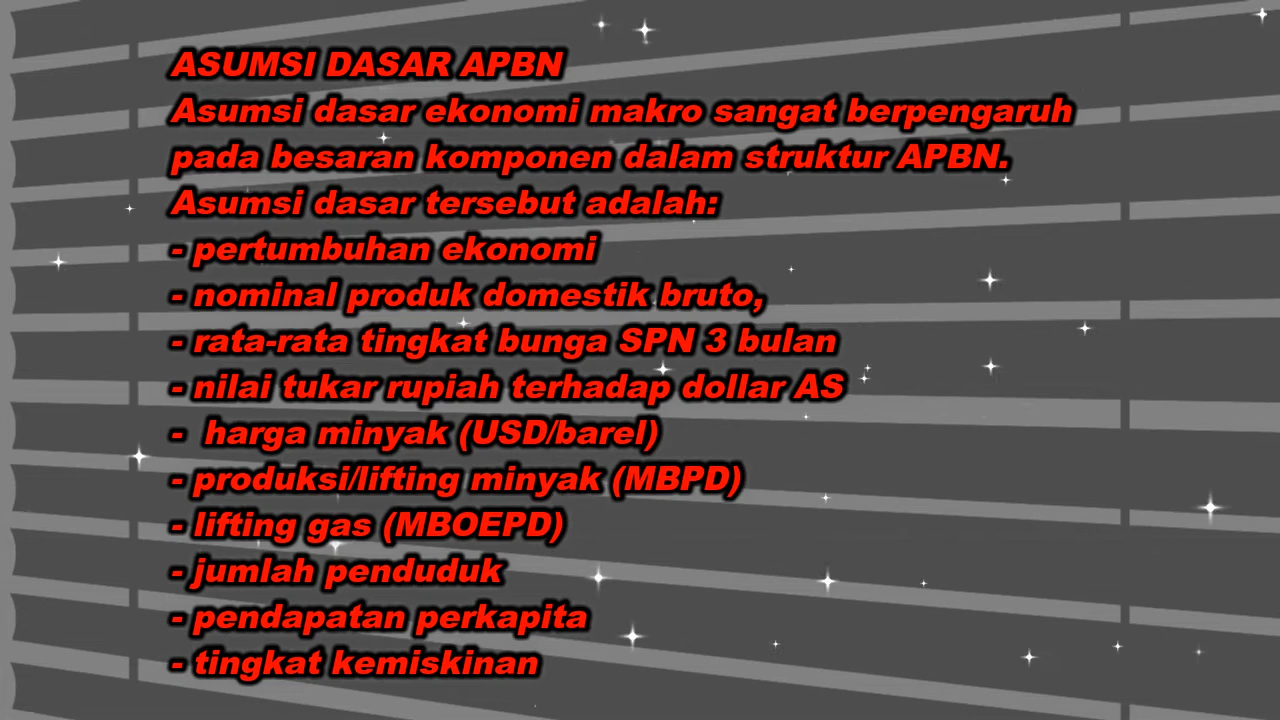 ASUMSI DASAR APBN
Asumsi dasar ekonomi makro sangat berpengaruh
pada besaran komponen dalam struktur APBN.
Asumsi dasar tersebut adalah:
- pertumbuhan ekonomi
- nominal produk domestik bruto,
- rata-rata tingkat bunga SPN 3 bulan
- nilai tukar rupiah terhadap dollar AS
-  harga minyak (USD/barel)
- produksi/lifting minyak (MBPD)
- lifting gas (MBOEPD)
- jumlah penduduk
- pendapatan perkapita
- tingkat kemiskinan